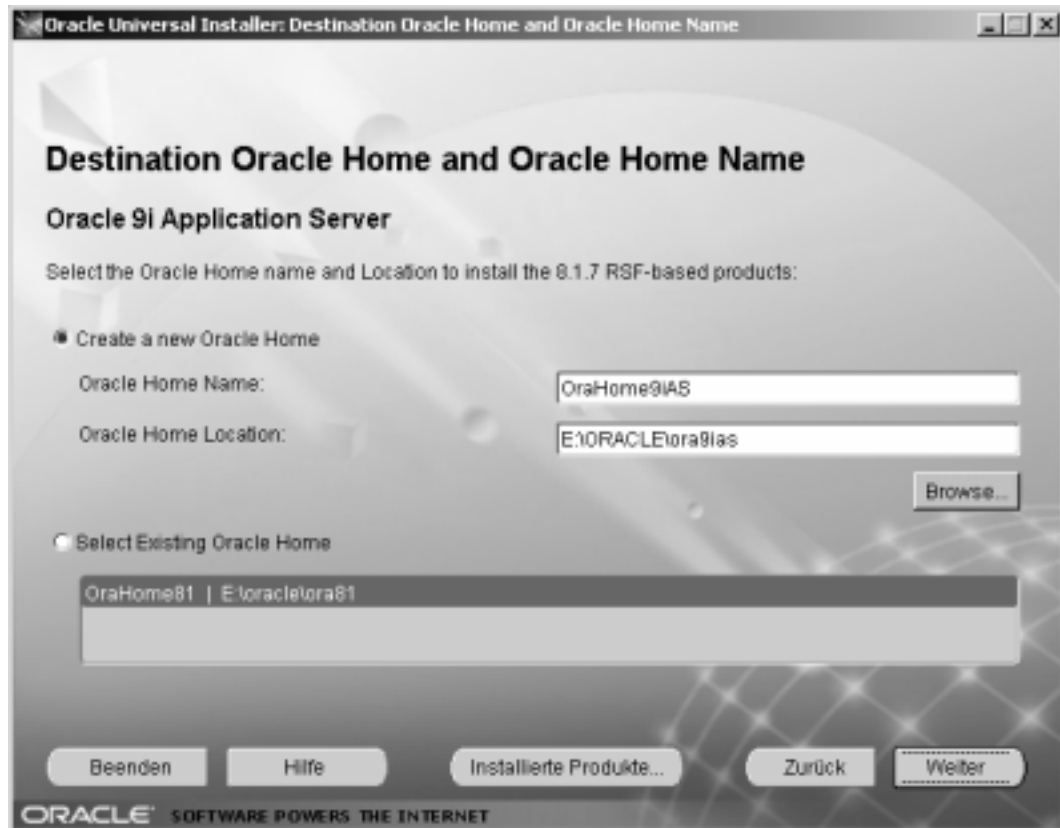 Oracle Universal Installer: Destination Oracle Home and Oracle Home Name
Destination Oracle Home and Oracle Home Name
Oracle 9i Application Server
Select the Oracle Home name and Location to install the 8.1.7 RSF-based products:
Create a new Oracle Home
Oracle Home Name:
OraHome9iAS
Oracle Home Location:
E:\ORACLE\ora9ias
Browse...
Select Existing Oracle Home
OraHome81 | E:\oracle\ora81
Beenden
Hilfe
Installierte Produkte...
Zurück
Weiter
ORACLE SOFTWARE POWERS THE INTERNET